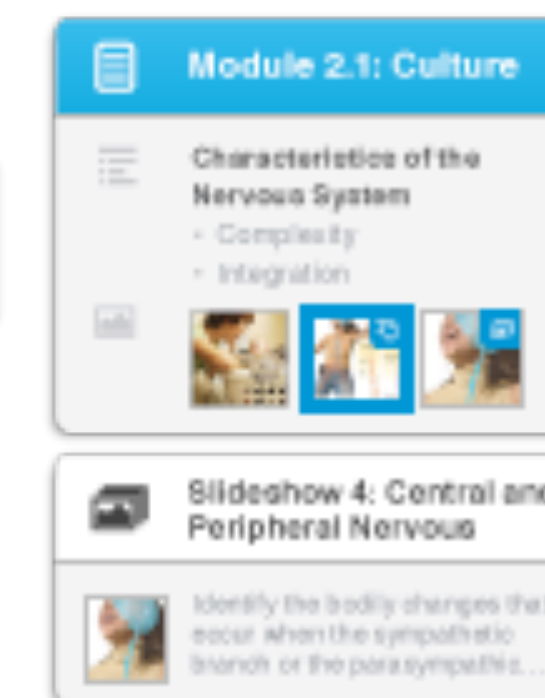 Module 2.1: Culture
Characteristics of the
Nervous System
• Complexity
• Integration
Slideshow 4: Central and
Peripheral Nervous
Identify the bodily changes that
occur when the sympathetic
branch or the parasympathic...